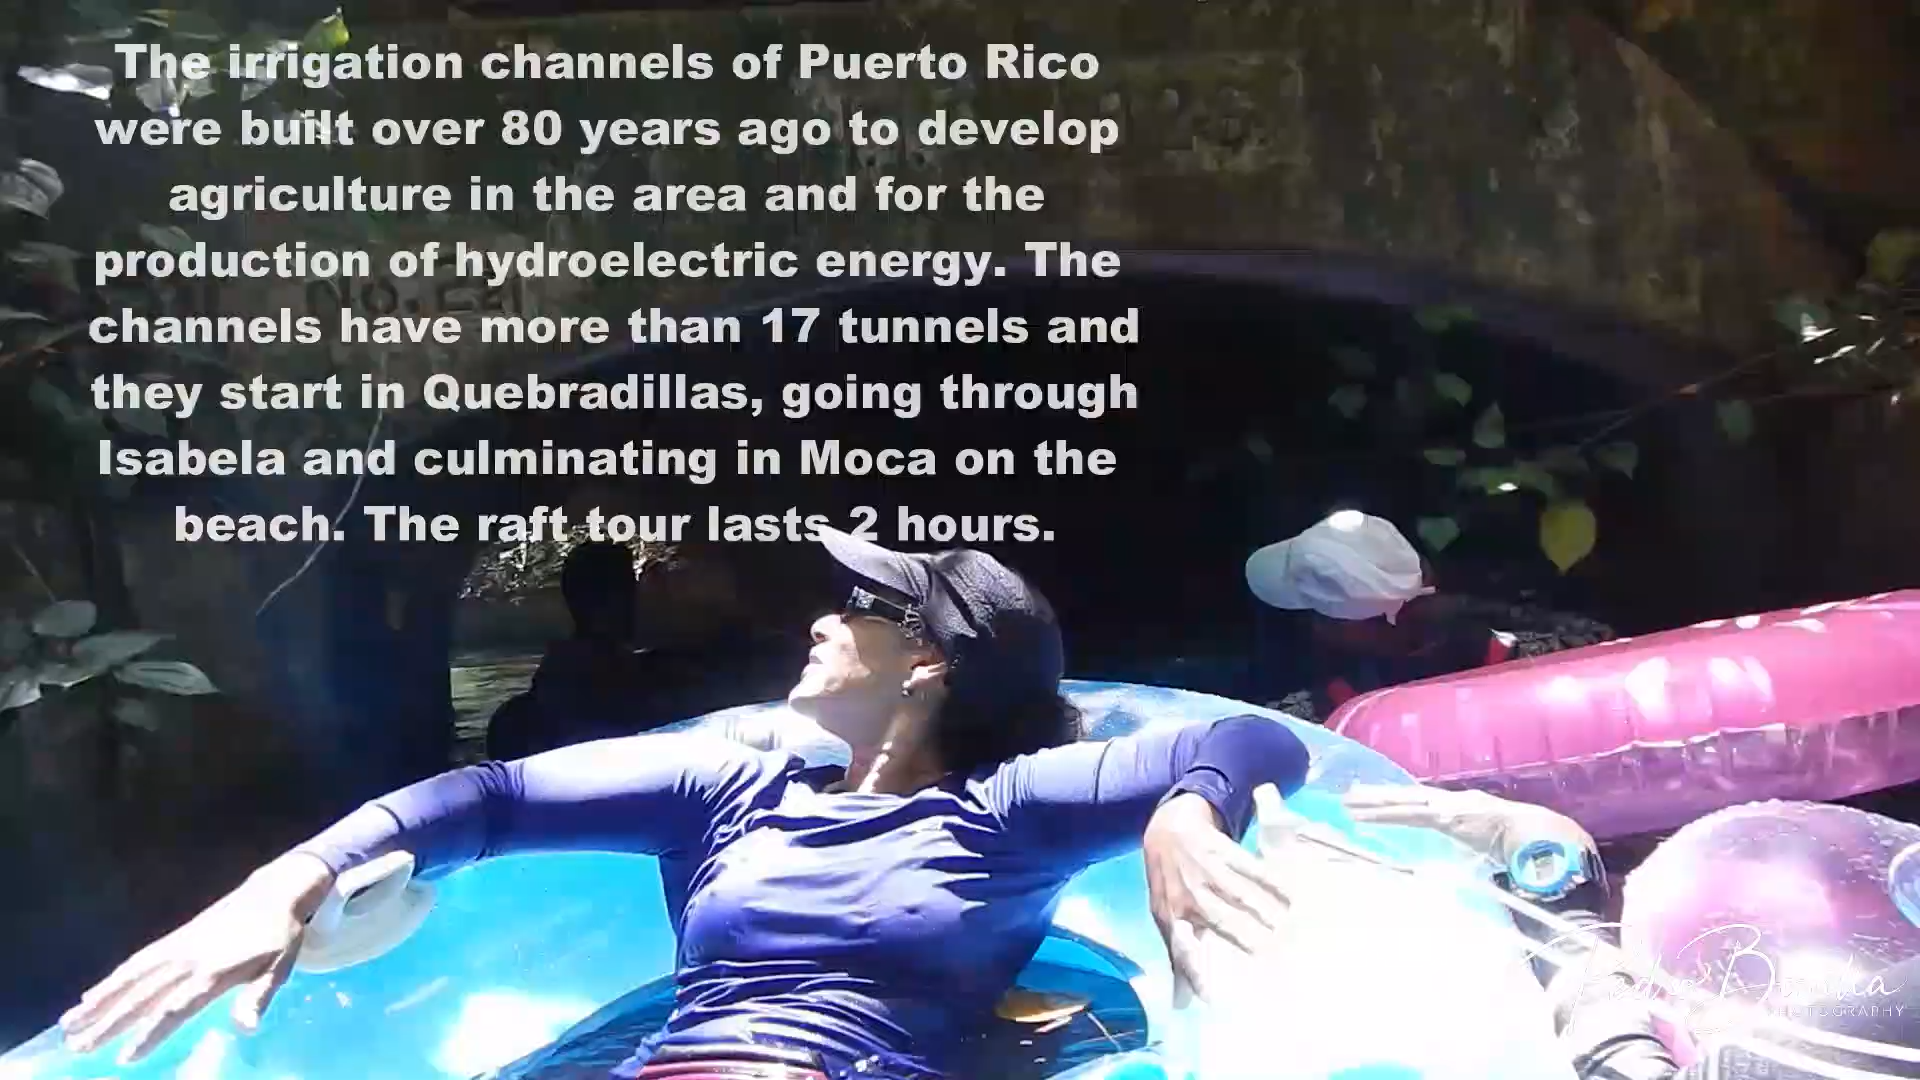 The irrigation channels of Puerto Rico
were built over 80 years ago to develop
agriculture in the area and for the
production of hydroelectric energy. The
channels have more than 17 tunnels and
they start in Quebradillas, going through
Isabela and culminating in Moca on the
beach. The raft tour lasts 2 hours.
PHOTOGRAPHY